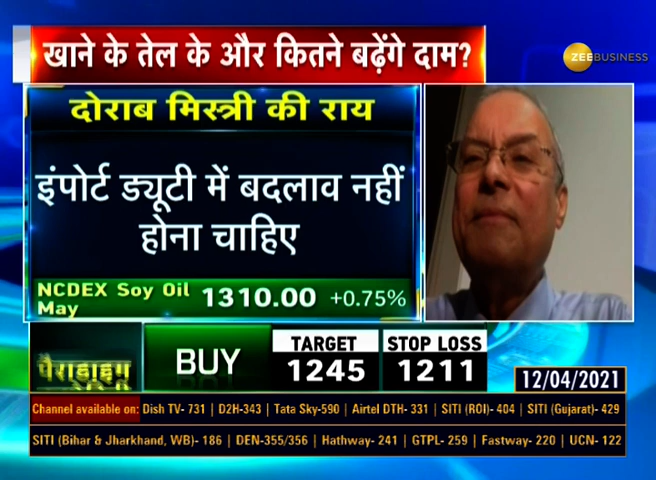 खाने के तेल के और कितने बढ़ेंगे दाम?
ZEEBUSINESS
दोराब मिस्त्री की राय
इंपोर्ट ड्यूटी में बदलाव नहीं
होना चाहिए
NCDEX Soy Oil
May
1310.00 +0.75%
पैराडाइम
BUY
TARGET
1245
STOP LOSS
1211
12/04/2021
Channel available on: Dish TV- 731 | D2H-343 | Tata Sky-590 | Airtel DTH- 331 | SITI (ROI)- 404 | SITI (Gujarat)- 429
SITI (Bihar & Jharkhand, WB)- 186 | DEN-355/356 | Hathway- 241 | GTPL- 259 | Fastway- 220 | UCN- 122